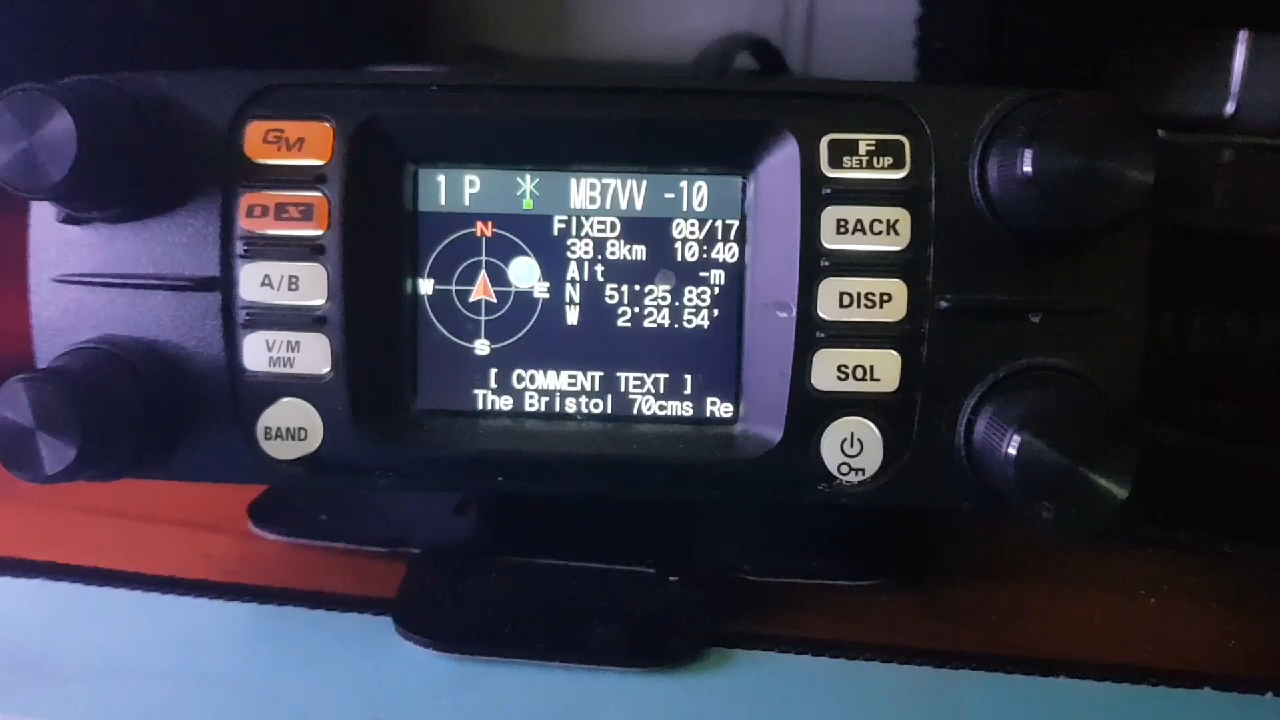 GM
DX
A/B
V/M
MW
BAND
1 P MB7VV -10
FIXED 08/17
38.8km 10:40
Alt -m
N 51°25.83'
W 2°24.54'
N
W E
S
[ COMMENT TEXT ]
The Bristol 70cms Re
F
SET UP
BACK
DISP
SQL